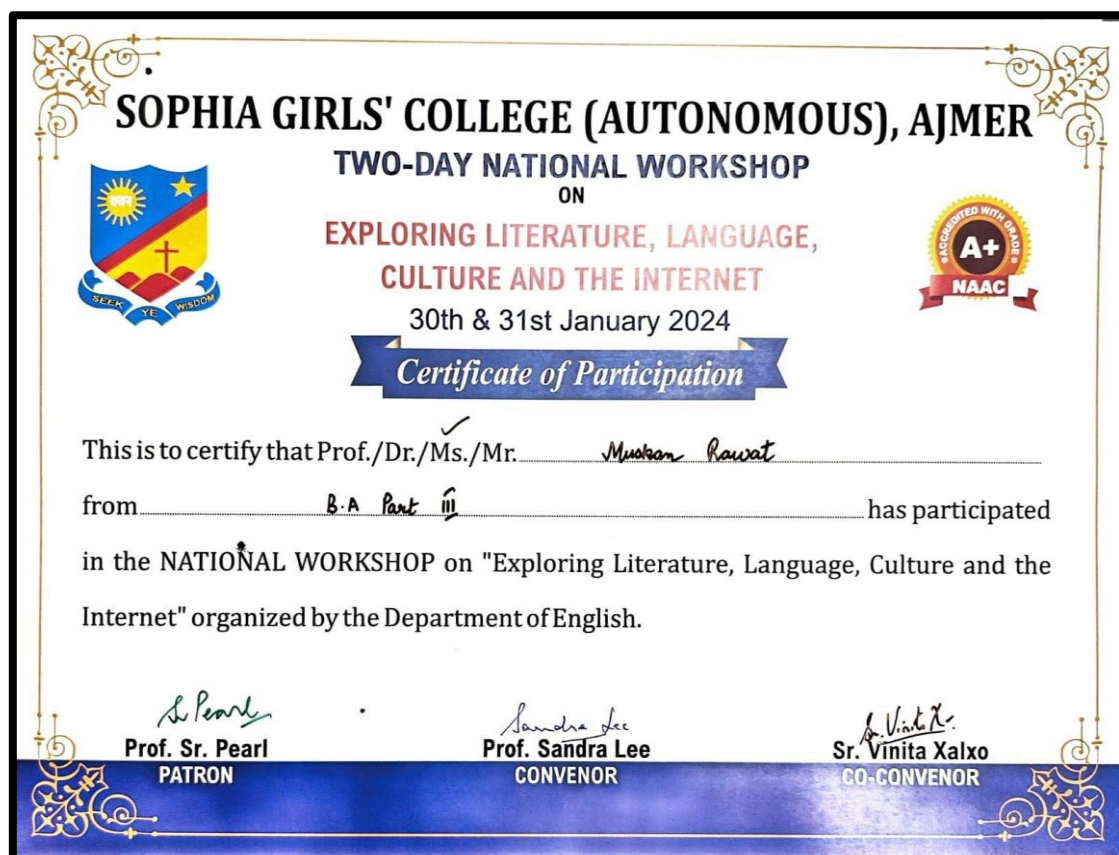 SOPHIA GIRLS' COLLEGE (AUTONOMOUS), AJMER
TWO-DAY NATIONAL WORKSHOP
ON
EXPLORING LITERATURE, LANGUAGE,
CULTURE AND THE INTERNET
30th & 31st January 2024
Certificate of Participation
SEEK YE WISDOM
ACCREDITED WITH GRADE
A+
NAAC
This is to certify that Prof./Dr./Ms./Mr. Muskan Rawat
from B.A Part III has participated
in the NATIONAL WORKSHOP on "Exploring Literature, Language, Culture and the
Internet" organized by the Department of English.
Sr Pearl
Prof. Sr. Pearl
PATRON
Sandra Lee
Prof. Sandra Lee
CONVENOR
Sr. Vinita X.
Sr. Vinita Xalxo
CO-CONVENOR